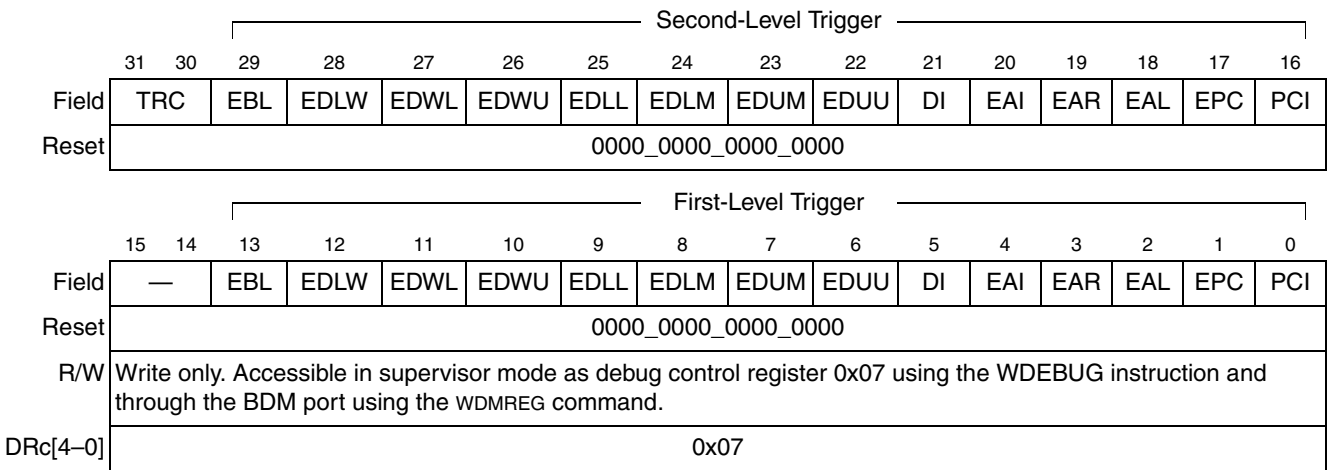 Second-Level Trigger
31 30 29 28 27 26 25 24 23 22 21 20 19 18 17 16
Field TRC EBL EDLW EDWL EDWU EDLL EDLM EDUM EDUU DI EAI EAR EAL EPC PCI
Reset 0000_0000_0000_0000
First-Level Trigger
15 14 13 12 11 10 9 8 7 6 5 4 3 2 1 0
Field — EBL EDLW EDWL EDWU EDLL EDLM EDUM EDUU DI EAI EAR EAL EPC PCI
Reset 0000_0000_0000_0000
R/W Write only. Accessible in supervisor mode as debug control register 0x07 using the WDEBUG instruction and
through the BDM port using the WDMREG command.
DRc[4–0] 0x07